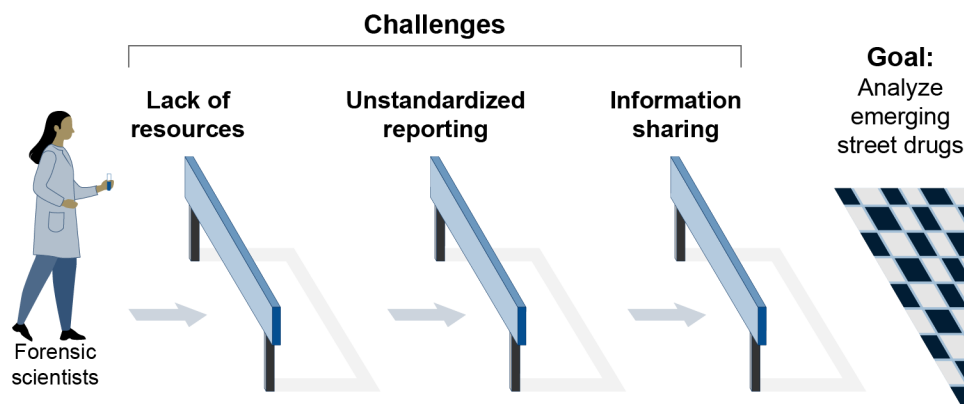 Challenges
Lack of
resources
Unstandardized
reporting
Information
sharing
Goal:
Analyze
emerging
street drugs
Forensic
scientists